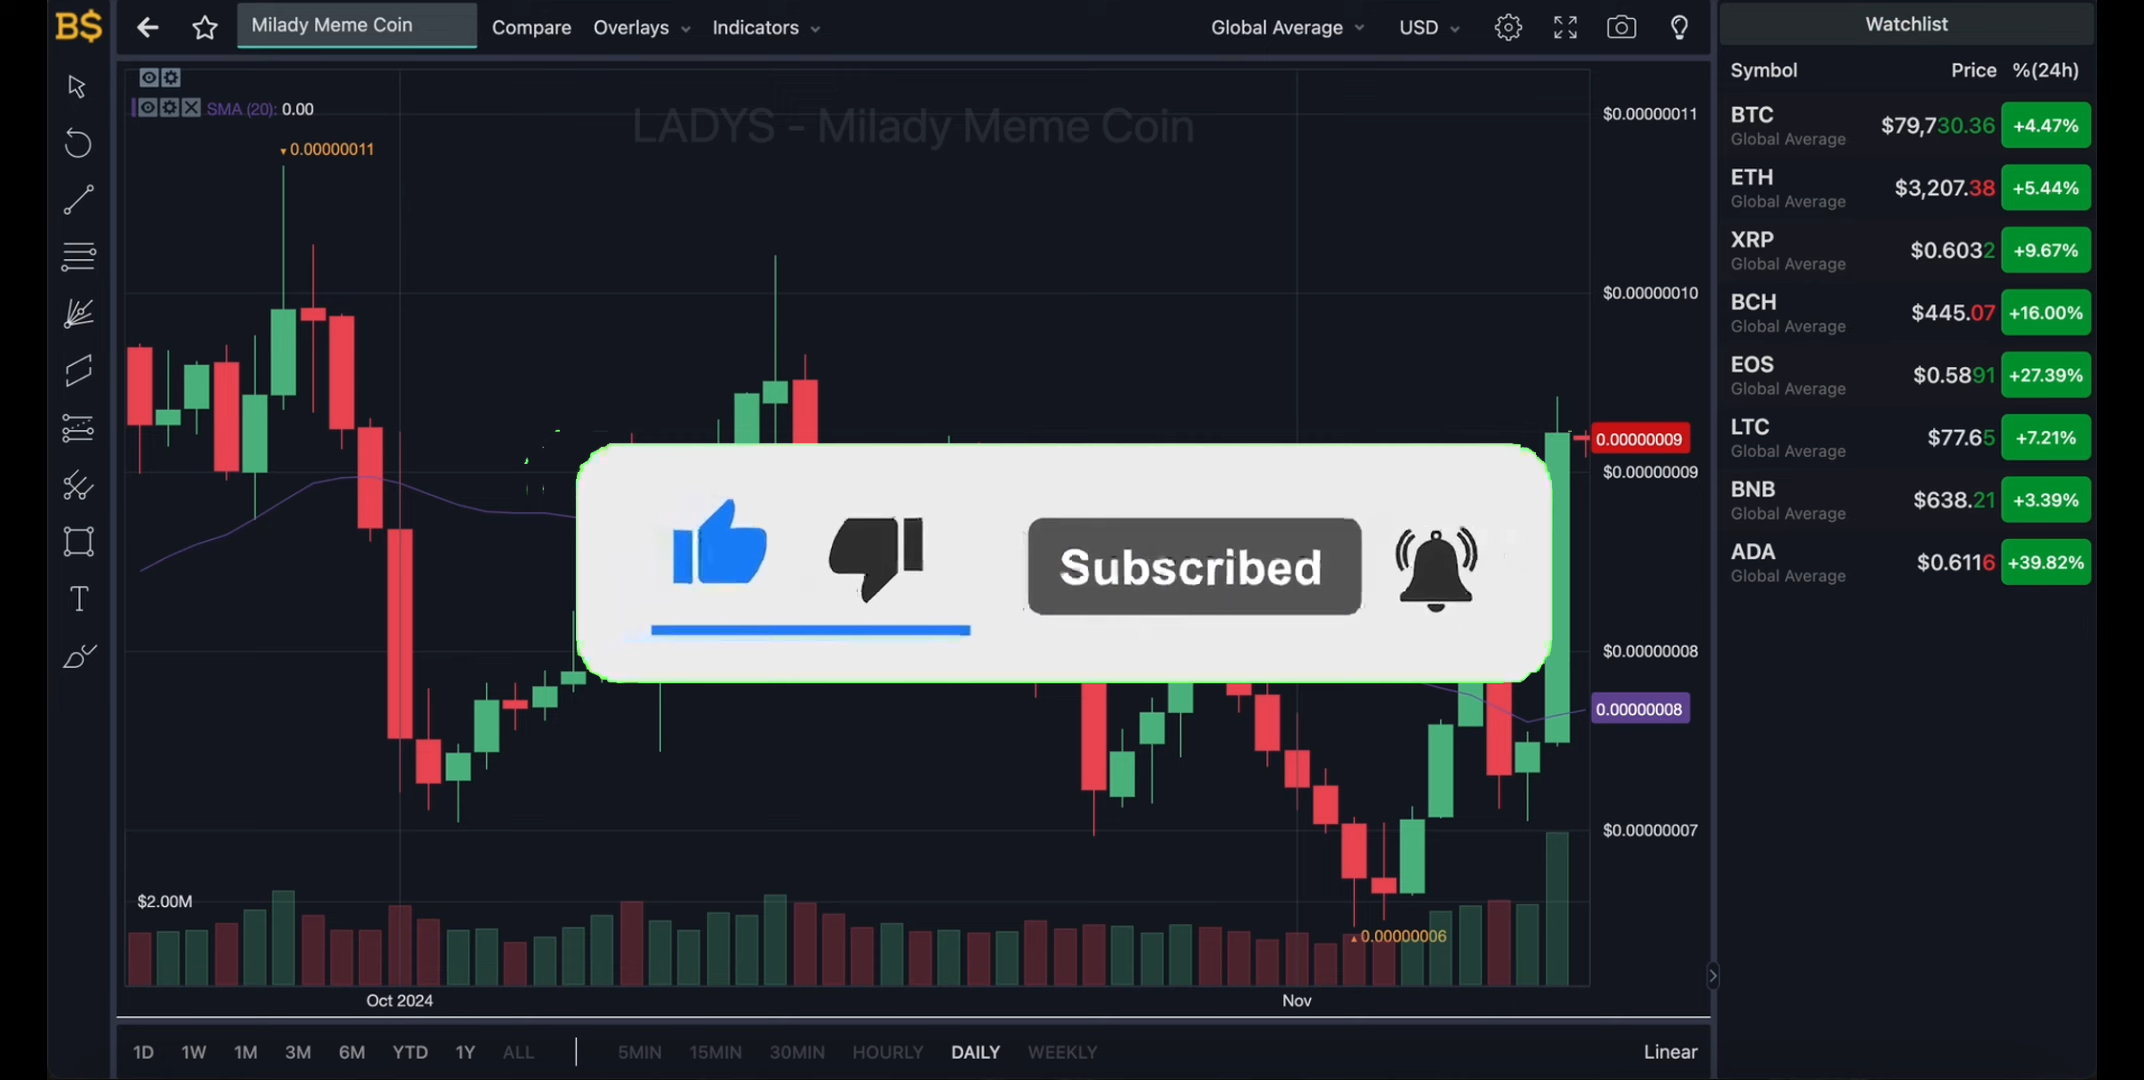 B$
Milady Meme Coin
Compare
Overlays
Indicators
Global Average
USD
SMA (20): 0.00
LADYS - Milady Meme Coin
0.00000011
$0.00000011
$0.00000010
0.00000009
$0.00000009
$0.00000008
0.00000008
$0.00000007
Subscribed
T
$2.00M
0.00000006
Oct 2024
Nov
1D 1W 1M 3M 6M YTD 1Y ALL
5MIN 15MIN 30MIN HOURLY DAILY WEEKLY
Linear
Watchlist
Symbol Price %(24h)
BTC $79,730.36 +4.47%
Global Average
ETH $3,207.38 +5.44%
Global Average
XRP $0.6032 +9.67%
Global Average
BCH $445.07 +16.00%
Global Average
EOS $0.5891 +27.39%
Global Average
LTC $77.65 +7.21%
Global Average
BNB $638.21 +3.39%
Global Average
ADA $0.6116 +39.82%
Global Average